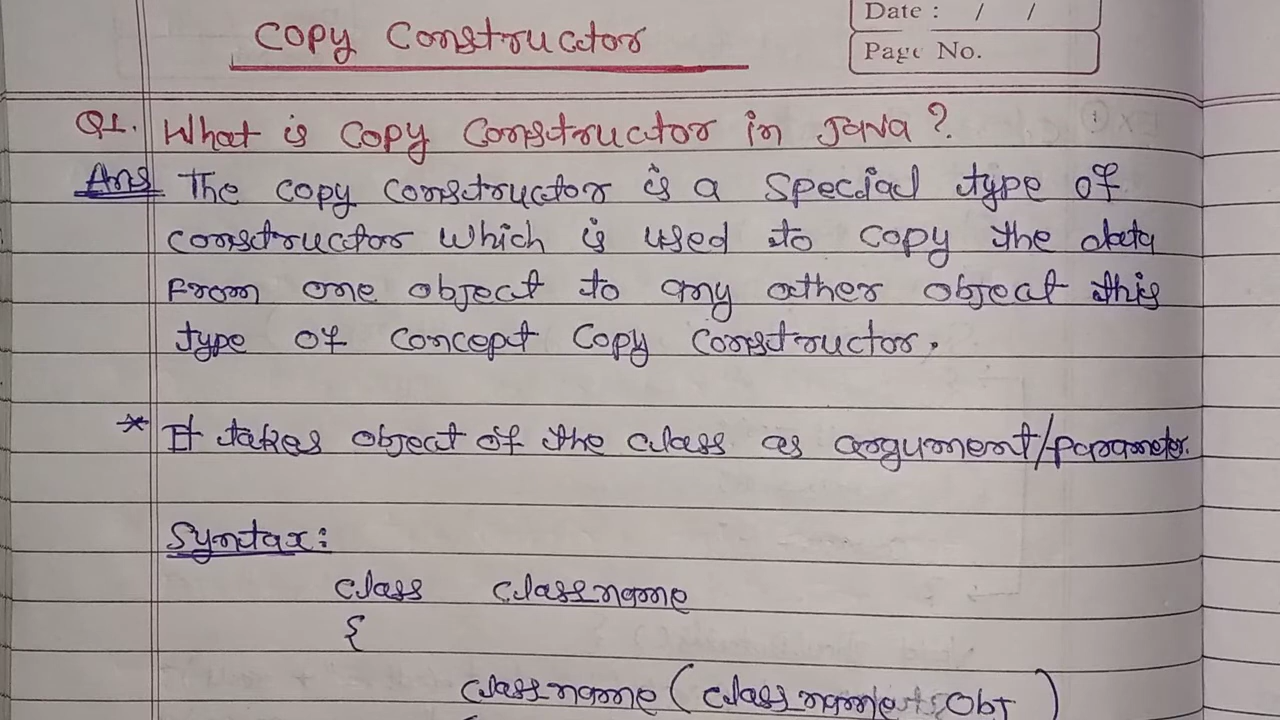 Date : / /
Page No.
Copy Constructor
Q1. What is Copy Constructor in Java ?
Ans The copy constructor is a special type of
constructor which is used to copy the data
from one object to any other object this
type of concept copy constructor.
* It takes object of the class as argument/parameter.
Syntax:
class classname
{
classname ( classname obj )